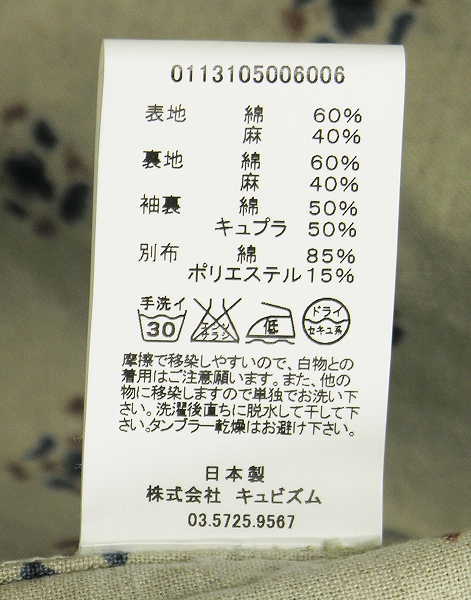 0113105006006
表地 綿 60%
麻 40%
裏地 綿 60%
麻 40%
袖裏 綿 50%
キュプラ 50%
別布 綿 85%
ポリエステル 15%
手洗イ 30 エンソ サラシ 低 ドライ セキユ系
摩擦で移染しやすいので、白物との
着用はご注意願います。また、他の
物に移染しますので単独でお洗い下
さい。洗濯後直ちに脱水して干して下
さい。タンブラー乾燥はお避け下さい。
日本製
株式会社 キュビズム
03.5725.9567